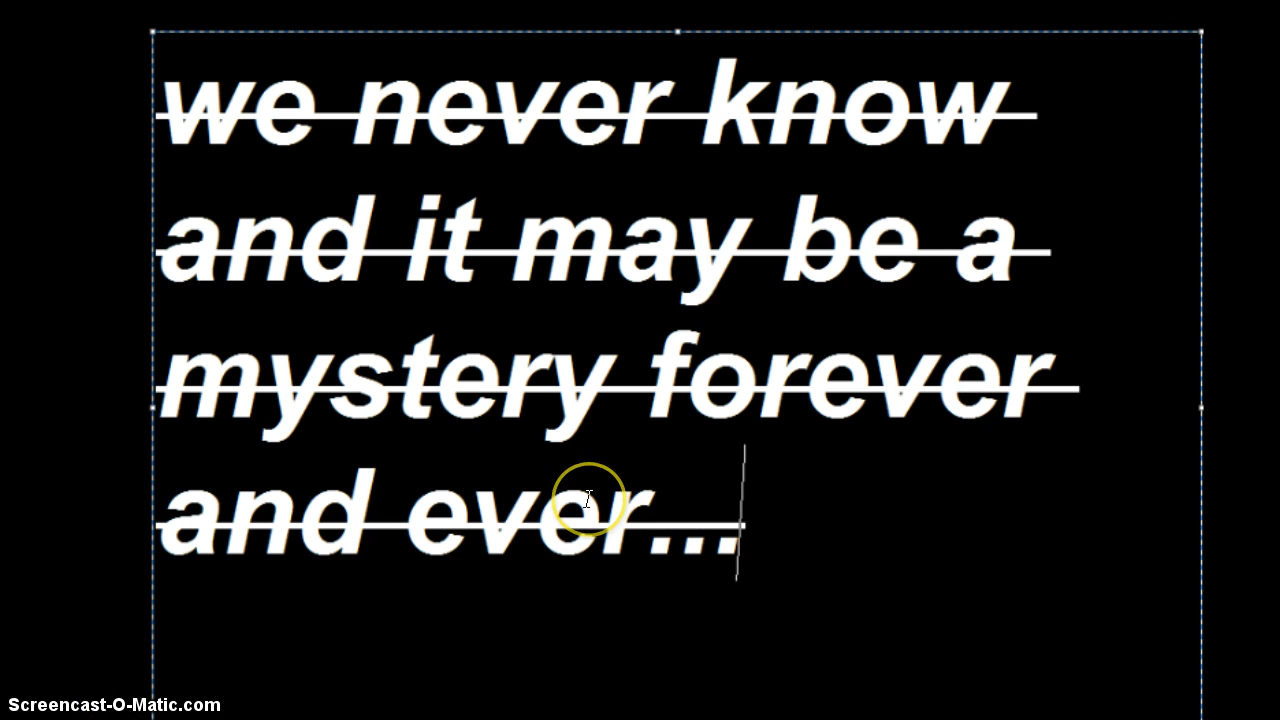 we never know
and it may be a
mystery forever
and ever...
Screencast-O-Matic.com